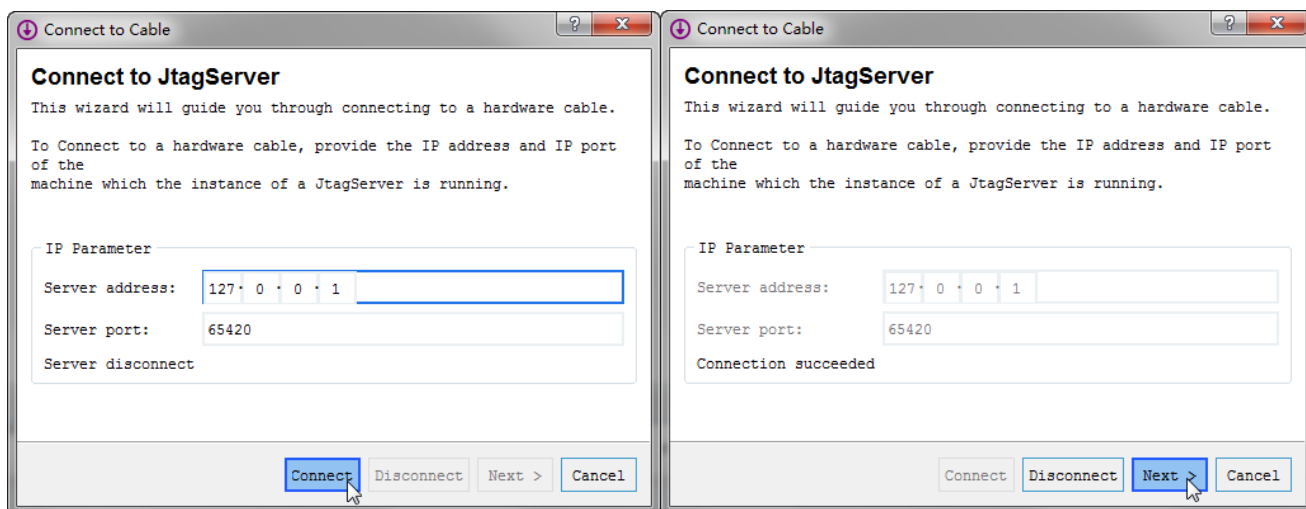 Connect to Cable
Connect to JtagServer
This wizard will guide you through connecting to a hardware cable.
To Connect to a hardware cable, provide the IP address and IP port
of the
machine which the instance of a JtagServer is running.
IP Parameter
Server address: 127 . 0 . 0 . 1
Server port: 65420
Server disconnect
Connect Disconnect Next > Cancel
Connect to Cable
Connect to JtagServer
This wizard will guide you through connecting to a hardware cable.
To Connect to a hardware cable, provide the IP address and IP port
of the
machine which the instance of a JtagServer is running.
IP Parameter
Server address: 127 . 0 . 0 . 1
Server port: 65420
Connection succeeded
Connect Disconnect Next > Cancel